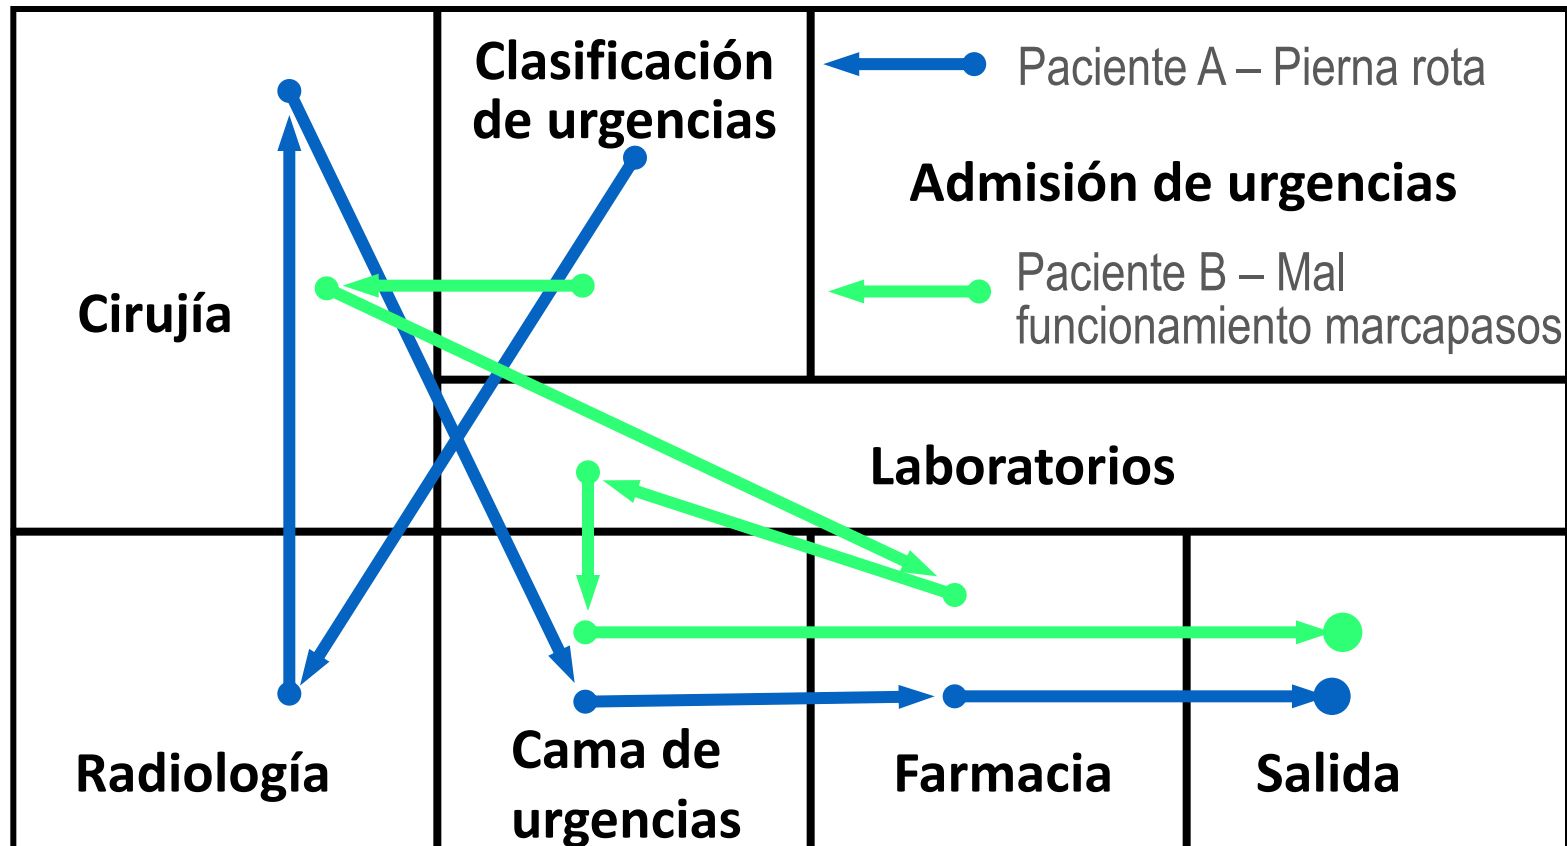 Clasificación
de urgencias
Paciente A – Pierna rota
Admisión de urgencias
Paciente B – Mal
funcionamiento marcapasos
Cirujía
Laboratorios
Radiología
Cama de
urgencias
Farmacia
Salida